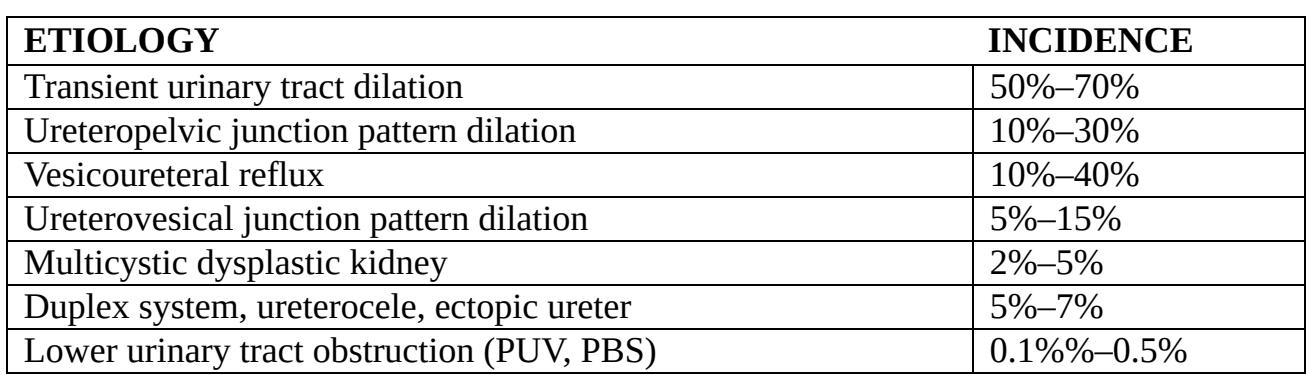 ETIOLOGY INCIDENCE
Transient urinary tract dilation 50%–70%
Ureteropelvic junction pattern dilation 10%–30%
Vesicoureteral reflux 10%–40%
Ureterovesical junction pattern dilation 5%–15%
Multicystic dysplastic kidney 2%–5%
Duplex system, ureterocele, ectopic ureter 5%–7%
Lower urinary tract obstruction (PUV, PBS) 0.1%%–0.5%